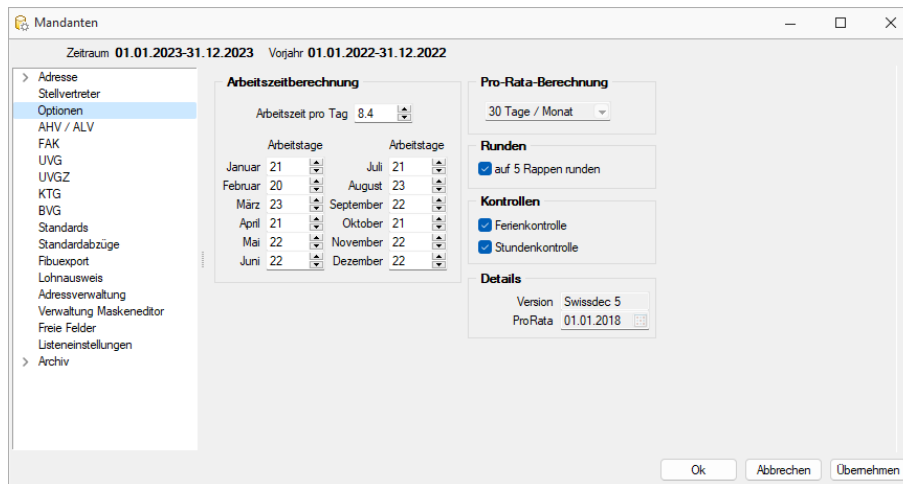 Mandanten
Zeitraum 01.01.2023-31.12.2023 Vorjahr 01.01.2022-31.12.2022
Adresse
Stellvertreter
Optionen
AHV / ALV
FAK
UVG
UVGZ
KTG
BVG
Standards
Standardabzüge
Fibuexport
Lohnausweis
Adressverwaltung
Verwaltung Maskeneditor
Freie Felder
Listeneinstellungen
Archiv
Arbeitszeitberechnung
Arbeitszeit pro Tag 8.4
Arbeitstage Arbeitstage
Januar 21 Juli 21
Februar 20 August 23
März 23 September 22
April 21 Oktober 21
Mai 22 November 22
Juni 22 Dezember 22
Pro-Rata-Berechnung
30 Tage / Monat
Runden
auf 5 Rappen runden
Kontrollen
Ferienkontrolle
Stundenkontrolle
Details
Version Swissdec 5
ProRata 01.01.2018
Ok Abbrechen Übernehmen